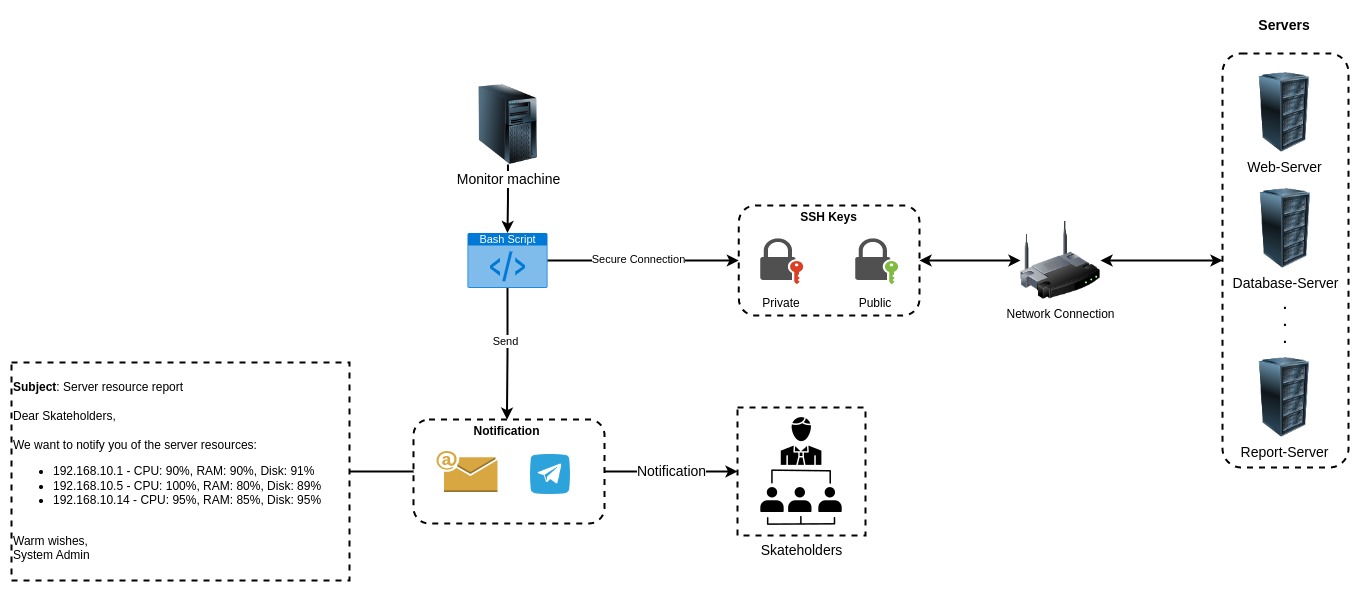 Servers
Web-Server
Database-Server
.
.
.
Report-Server
Monitor machine
Bash Script
Secure Connection
SSH Keys
Private
Public
Network Connection
Send
Notification
Notification
Skateholders
Subject: Server resource report
Dear Skateholders,
We want to notify you of the server resources:
• 192.168.10.1 - CPU: 90%, RAM: 90%, Disk: 91%
• 192.168.10.5 - CPU: 100%, RAM: 80%, Disk: 89%
• 192.168.10.14 - CPU: 95%, RAM: 85%, Disk: 95%
Warm wishes,
System Admin